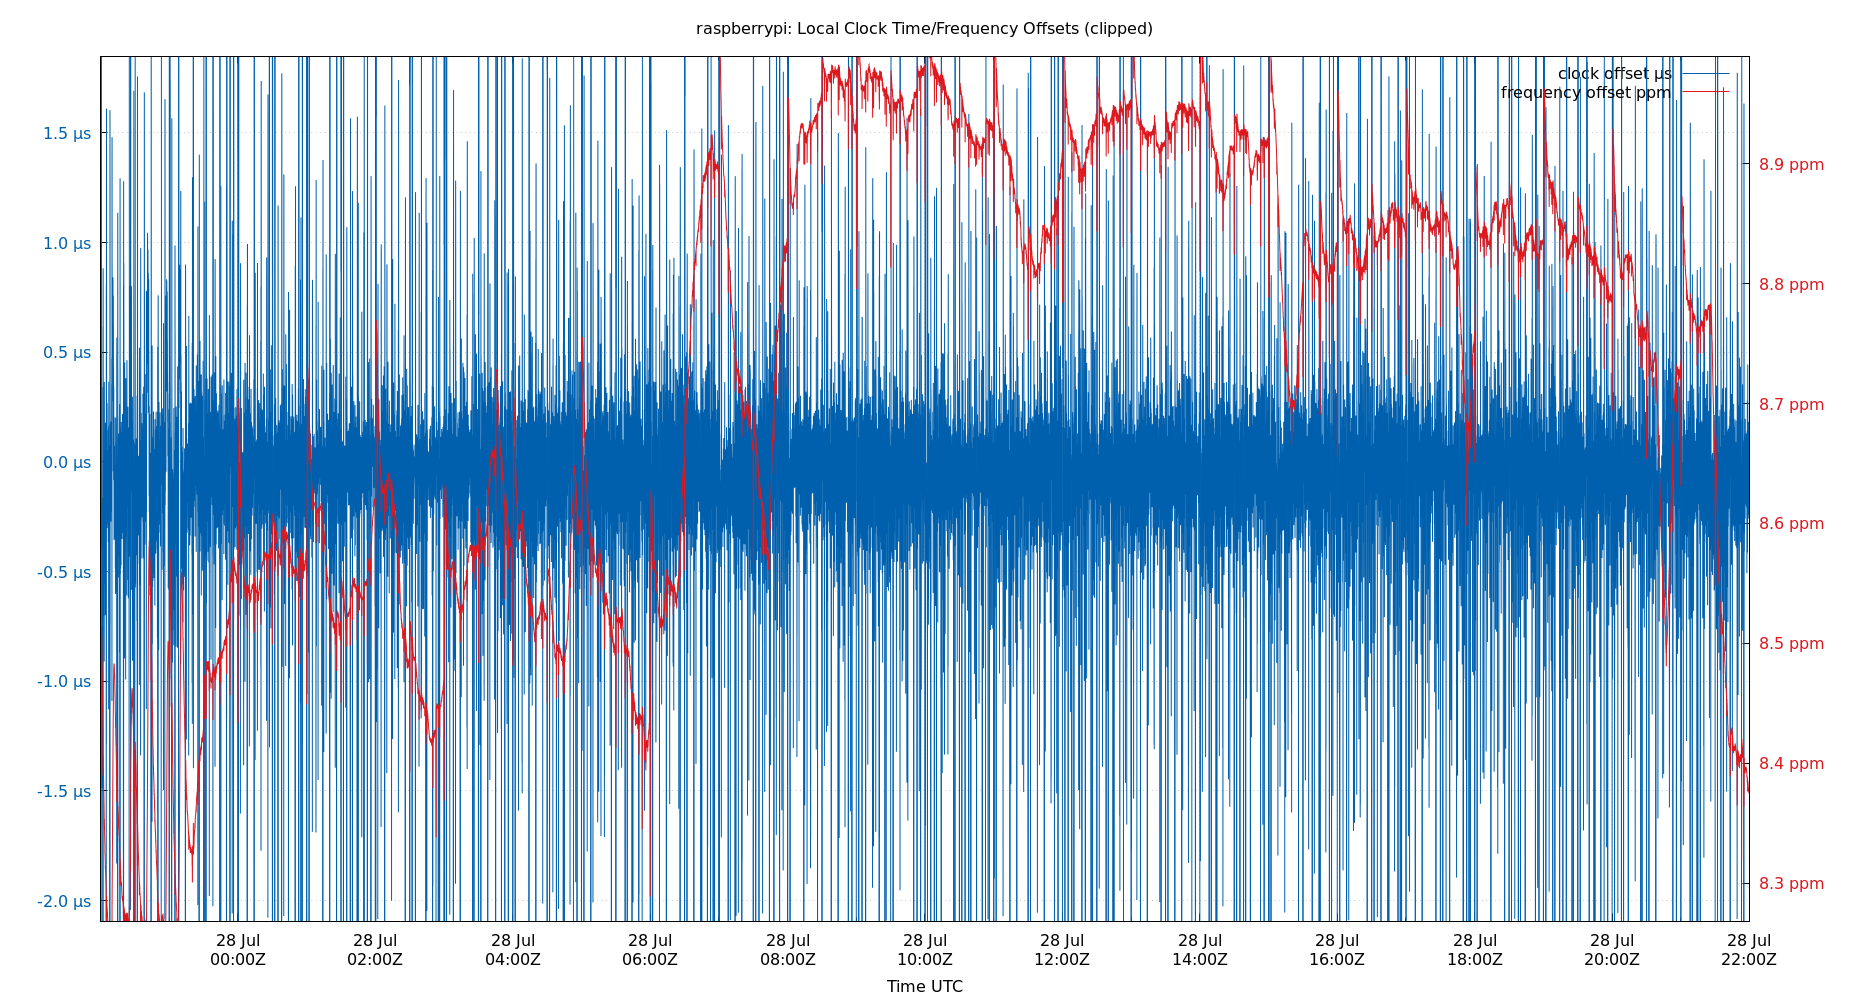 raspberrypi: Local Clock Time/Frequency Offsets (clipped)
clock offset µs
frequency offset ppm
1.5 µs
1.0 µs
0.5 µs
0.0 µs
-0.5 µs
-1.0 µs
-1.5 µs
-2.0 µs
8.9 ppm
8.8 ppm
8.7 ppm
8.6 ppm
8.5 ppm
8.4 ppm
8.3 ppm
28 Jul 28 Jul 28 Jul 28 Jul 28 Jul 28 Jul 28 Jul 28 Jul 28 Jul 28 Jul 28 Jul 28 Jul
00:00Z 02:00Z 04:00Z 06:00Z 08:00Z 10:00Z 12:00Z 14:00Z 16:00Z 18:00Z 20:00Z 22:00Z
Time UTC